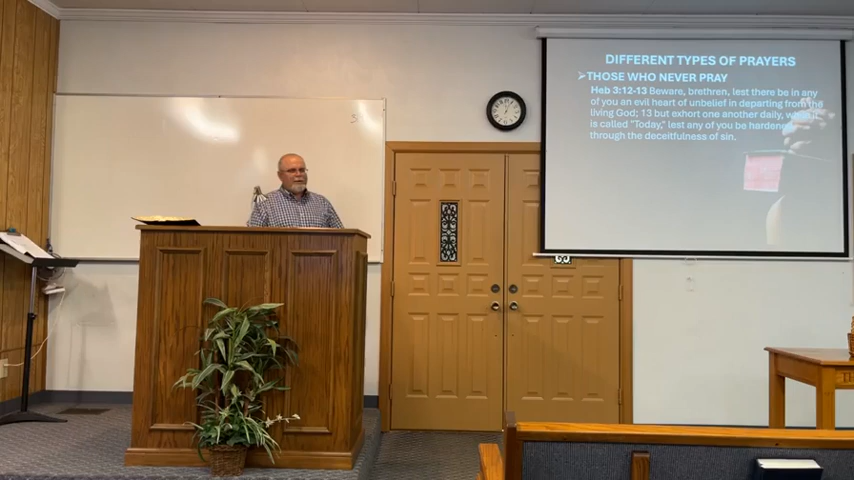 DIFFERENT TYPES OF PRAYERS
➢THOSE WHO NEVER PRAY
Heb 3:12-13 Beware, brethren, lest there be in any
of you an evil heart of unbelief in departing from the
living God; 13 but exhort one another daily, while it
is called "Today," lest any of you be hardened
through the deceitfulness of sin.